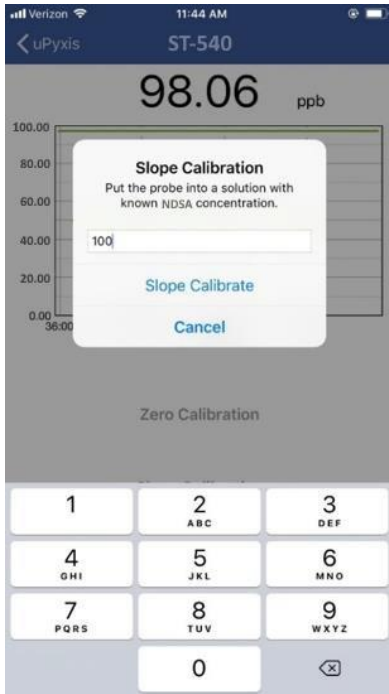 Verizon 11:44 AM
uPyxis ST-540
98.06 ppb
100.00
80.00
60.00
40.00
20.00
0.00
36:00
Slope Calibration
Put the probe into a solution with
known NDSA concentration.
100
Slope Calibrate
Cancel
Zero Calibration
1 2 3
ABC DEF
4 5 6
GHI JKL MNO
7 8 9
PQRS TUV WXYZ
0